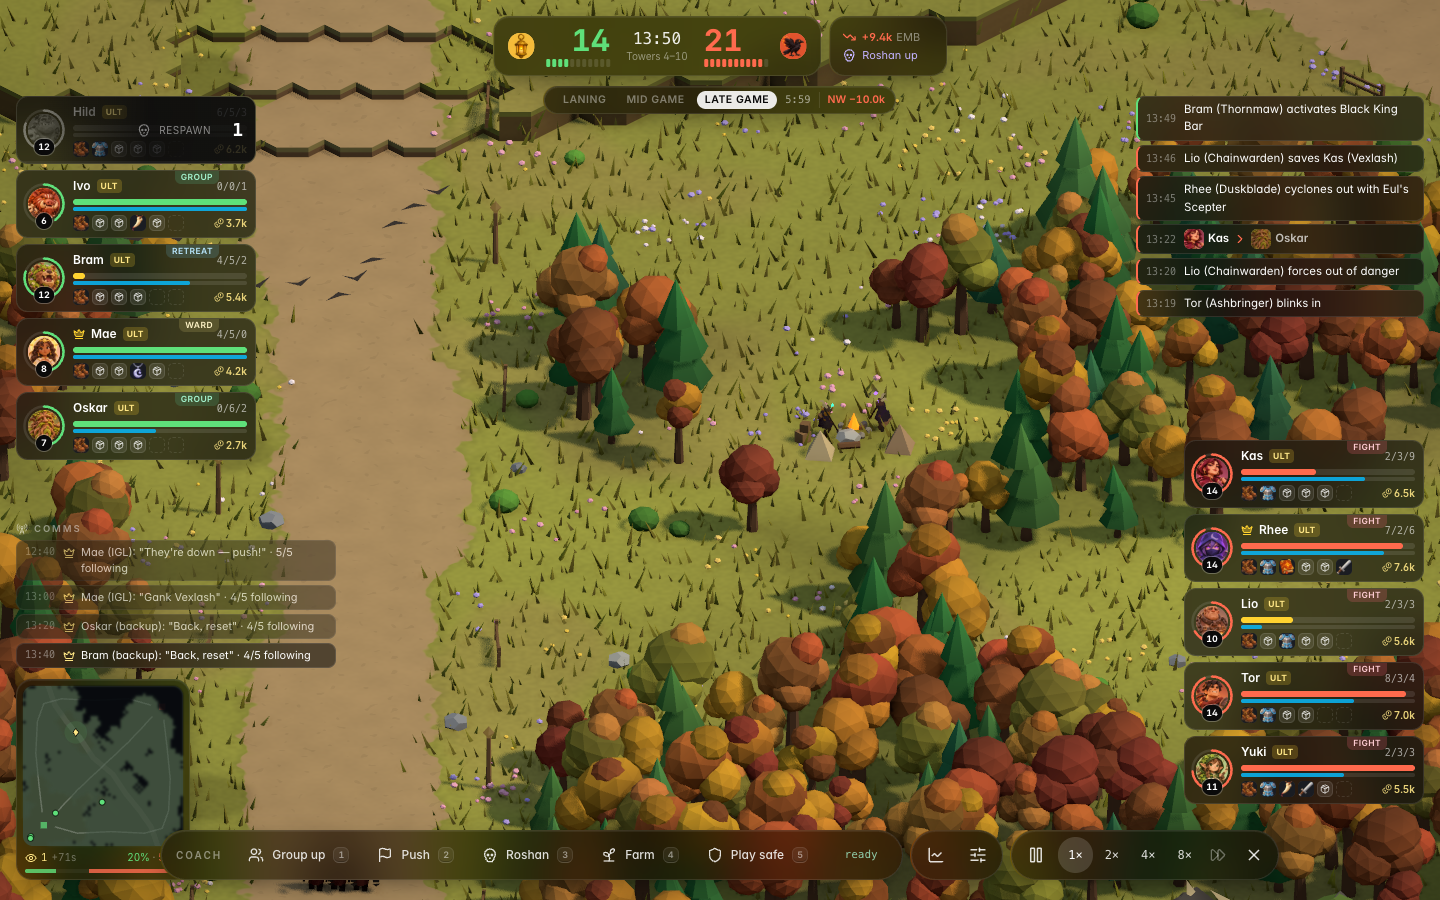 14 13:50 21
Towers 4–10
+9.4k EMB
Roshan up
LANING MID GAME LATE GAME 5:59 NW −10.0k
Hild ULT 6/5/3
RESPAWN 1
12 6.2k
GROUP
Ivo ULT 0/0/1
6 3.7k
RETREAT
Bram ULT 4/5/2
12 5.4k
WARD
Mae ULT 4/5/0
8 4.2k
GROUP
Oskar ULT 0/6/2
7 2.7k
13:49 Bram (Thornmaw) activates Black King
Bar
13:46 Lio (Chainwarden) saves Kas (Vexlash)
13:45 Rhee (Duskblade) cyclones out with Eul's
Scepter
13:22 Kas > Oskar
13:20 Lio (Chainwarden) forces out of danger
13:19 Tor (Ashbringer) blinks in
FIGHT
Kas ULT 2/3/9
14 6.5k
FIGHT
Rhee ULT 7/2/6
14 7.6k
FIGHT
Lio ULT 2/3/3
10 5.6k
FIGHT
Tor ULT 8/3/4
14 7.0k
FIGHT
Yuki ULT 2/3/3
11 5.5k
COMMS
12:40 Mae (IGL): "They're down — push!" · 5/5
following
13:00 Mae (IGL): "Gank Vexlash" · 4/5 following
13:20 Oskar (backup): "Back, reset" · 4/5 following
13:40 Bram (backup): "Back, reset" · 4/5 following
1 +71s 20% ·
COACH Group up 1 Push 2 Roshan 3 Farm 4 Play safe 5 ready
1× 2× 4× 8×